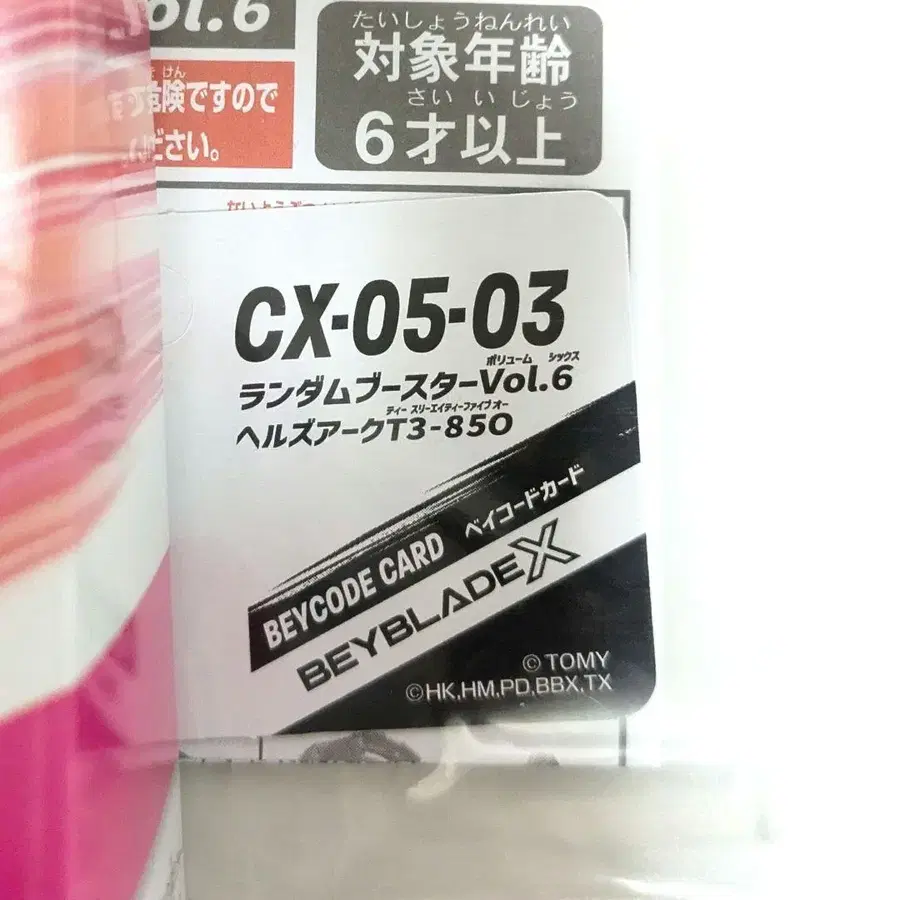 Vol.6
たいしょうねんれい
対象年齢
さい いじょう
6才以上
けん
危険ですので
ください。
CX-05-03
ボリューム シックス
ランダムブースターVol.6
ティー スリーエイティーファイブオー
ヘルズアークT3-85O
BEYCODE CARD ベイコードカード
BEYBLADE X
© TOMY
©HK,HM,PD,BBX,TX